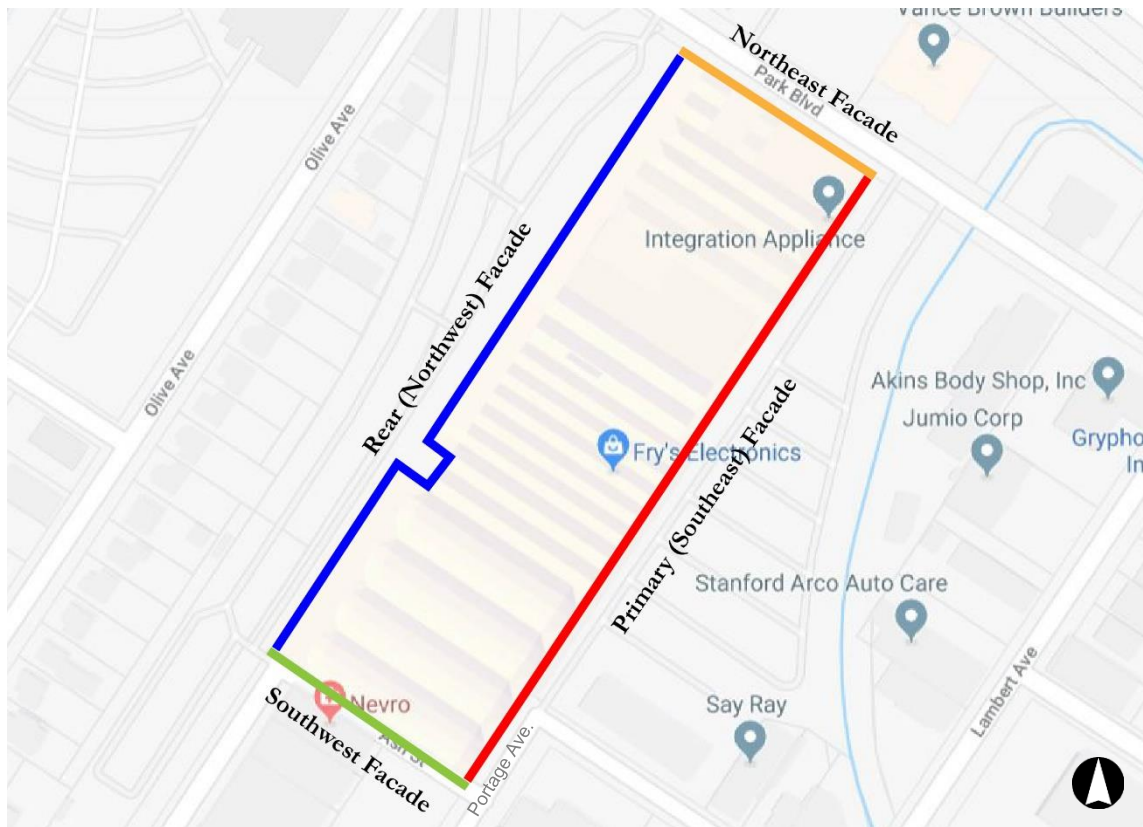 Vance Brown Builders
Northeast Facade
Park Blvd
Olive Ave
Integration Appliance
Rear (Northwest) Facade
Olive Ave
Akins Body Shop, Inc
Jumio Corp
Fry's Electronics
Primary (Southeast) Facade
Stanford Arco Auto Care
Lambert Ave
Nevro
Say Ray
Southwest Facade
Ash St
Portage Ave.